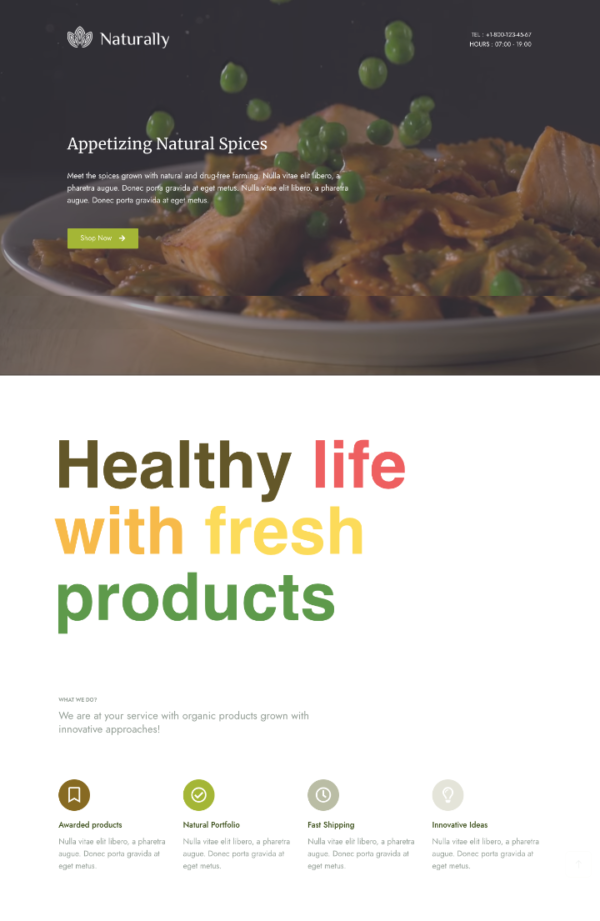 Naturally
TEL : +1-800-123-45-67
HOURS : 07:00 - 19:00
Appetizing Natural Spices
Meet the spices grown with natural and drug-free farming. Nulla vitae elit libero, a
pharetra augue. Donec porta gravida at eget metus. Nulla vitae elit libero, a pharetra
augue. Donec porta gravida at eget metus.
Shop Now
Healthy life
with fresh
products
WHAT WE DO?
We are at your service with organic products grown with
innovative approaches!
Awarded products
Nulla vitae elit libero, a pharetra
augue. Donec porta gravida at
eget metus.
Natural Portfolio
Nulla vitae elit libero, a pharetra
augue. Donec porta gravida at
eget metus.
Fast Shipping
Nulla vitae elit libero, a pharetra
augue. Donec porta gravida at
eget metus.
Innovative Ideas
Nulla vitae elit libero, a pharetra
augue. Donec porta gravida at
eget metus.